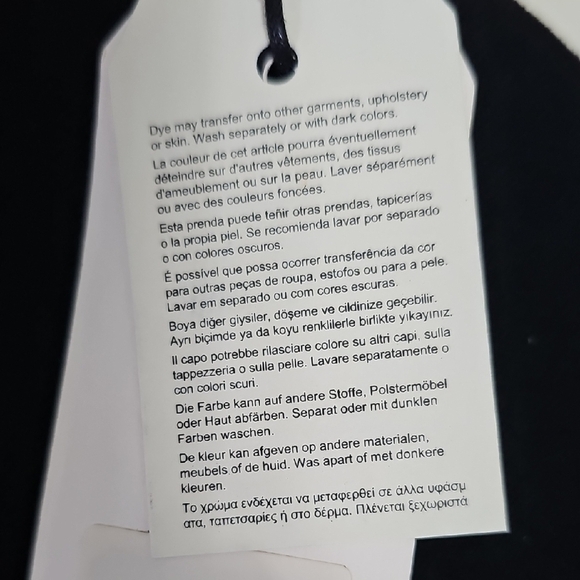 Dye may transfer onto other garments, upholstery
or skin. Wash separately or with dark colors.
La couleur de cet article pourra éventuellement
déteindre sur d'autres vêtements, des tissus
d'ameublement ou sur la peau. Laver séparément
ou avec des couleurs foncées.
Esta prenda puede teñir otras prendas, tapicerías
o la propia piel. Se recomienda lavar por separado
o con colores oscuros.
É possível que possa ocorrer transferência da cor
para outras peças de roupa, estofos ou para a pele.
Lavar em separado ou com cores escuras.
Boya diğer giysiler, döşeme ve cildinize geçebilir.
Ayrı biçimde ya da koyu renklilerle birlikte yıkayınız.
Il capo potrebbe rilasciare colore su altri capi, sulla
tappezzeria o sulla pelle. Lavare separatamente o
con colori scuri.
Die Farbe kann auf andere Stoffe, Polstermöbel
oder Haut abfärben. Separat oder mit dunklen
Farben waschen.
De kleur kan afgeven op andere materialen,
meubels of de huid. Was apart of met donkere
kleuren.
Το χρώμα ενδέχεται να μεταφερθεί σε άλλα υφάσμ
ατα, ταπετσαρίες ή στο δέρμα. Πλένεται ξεχωριστά